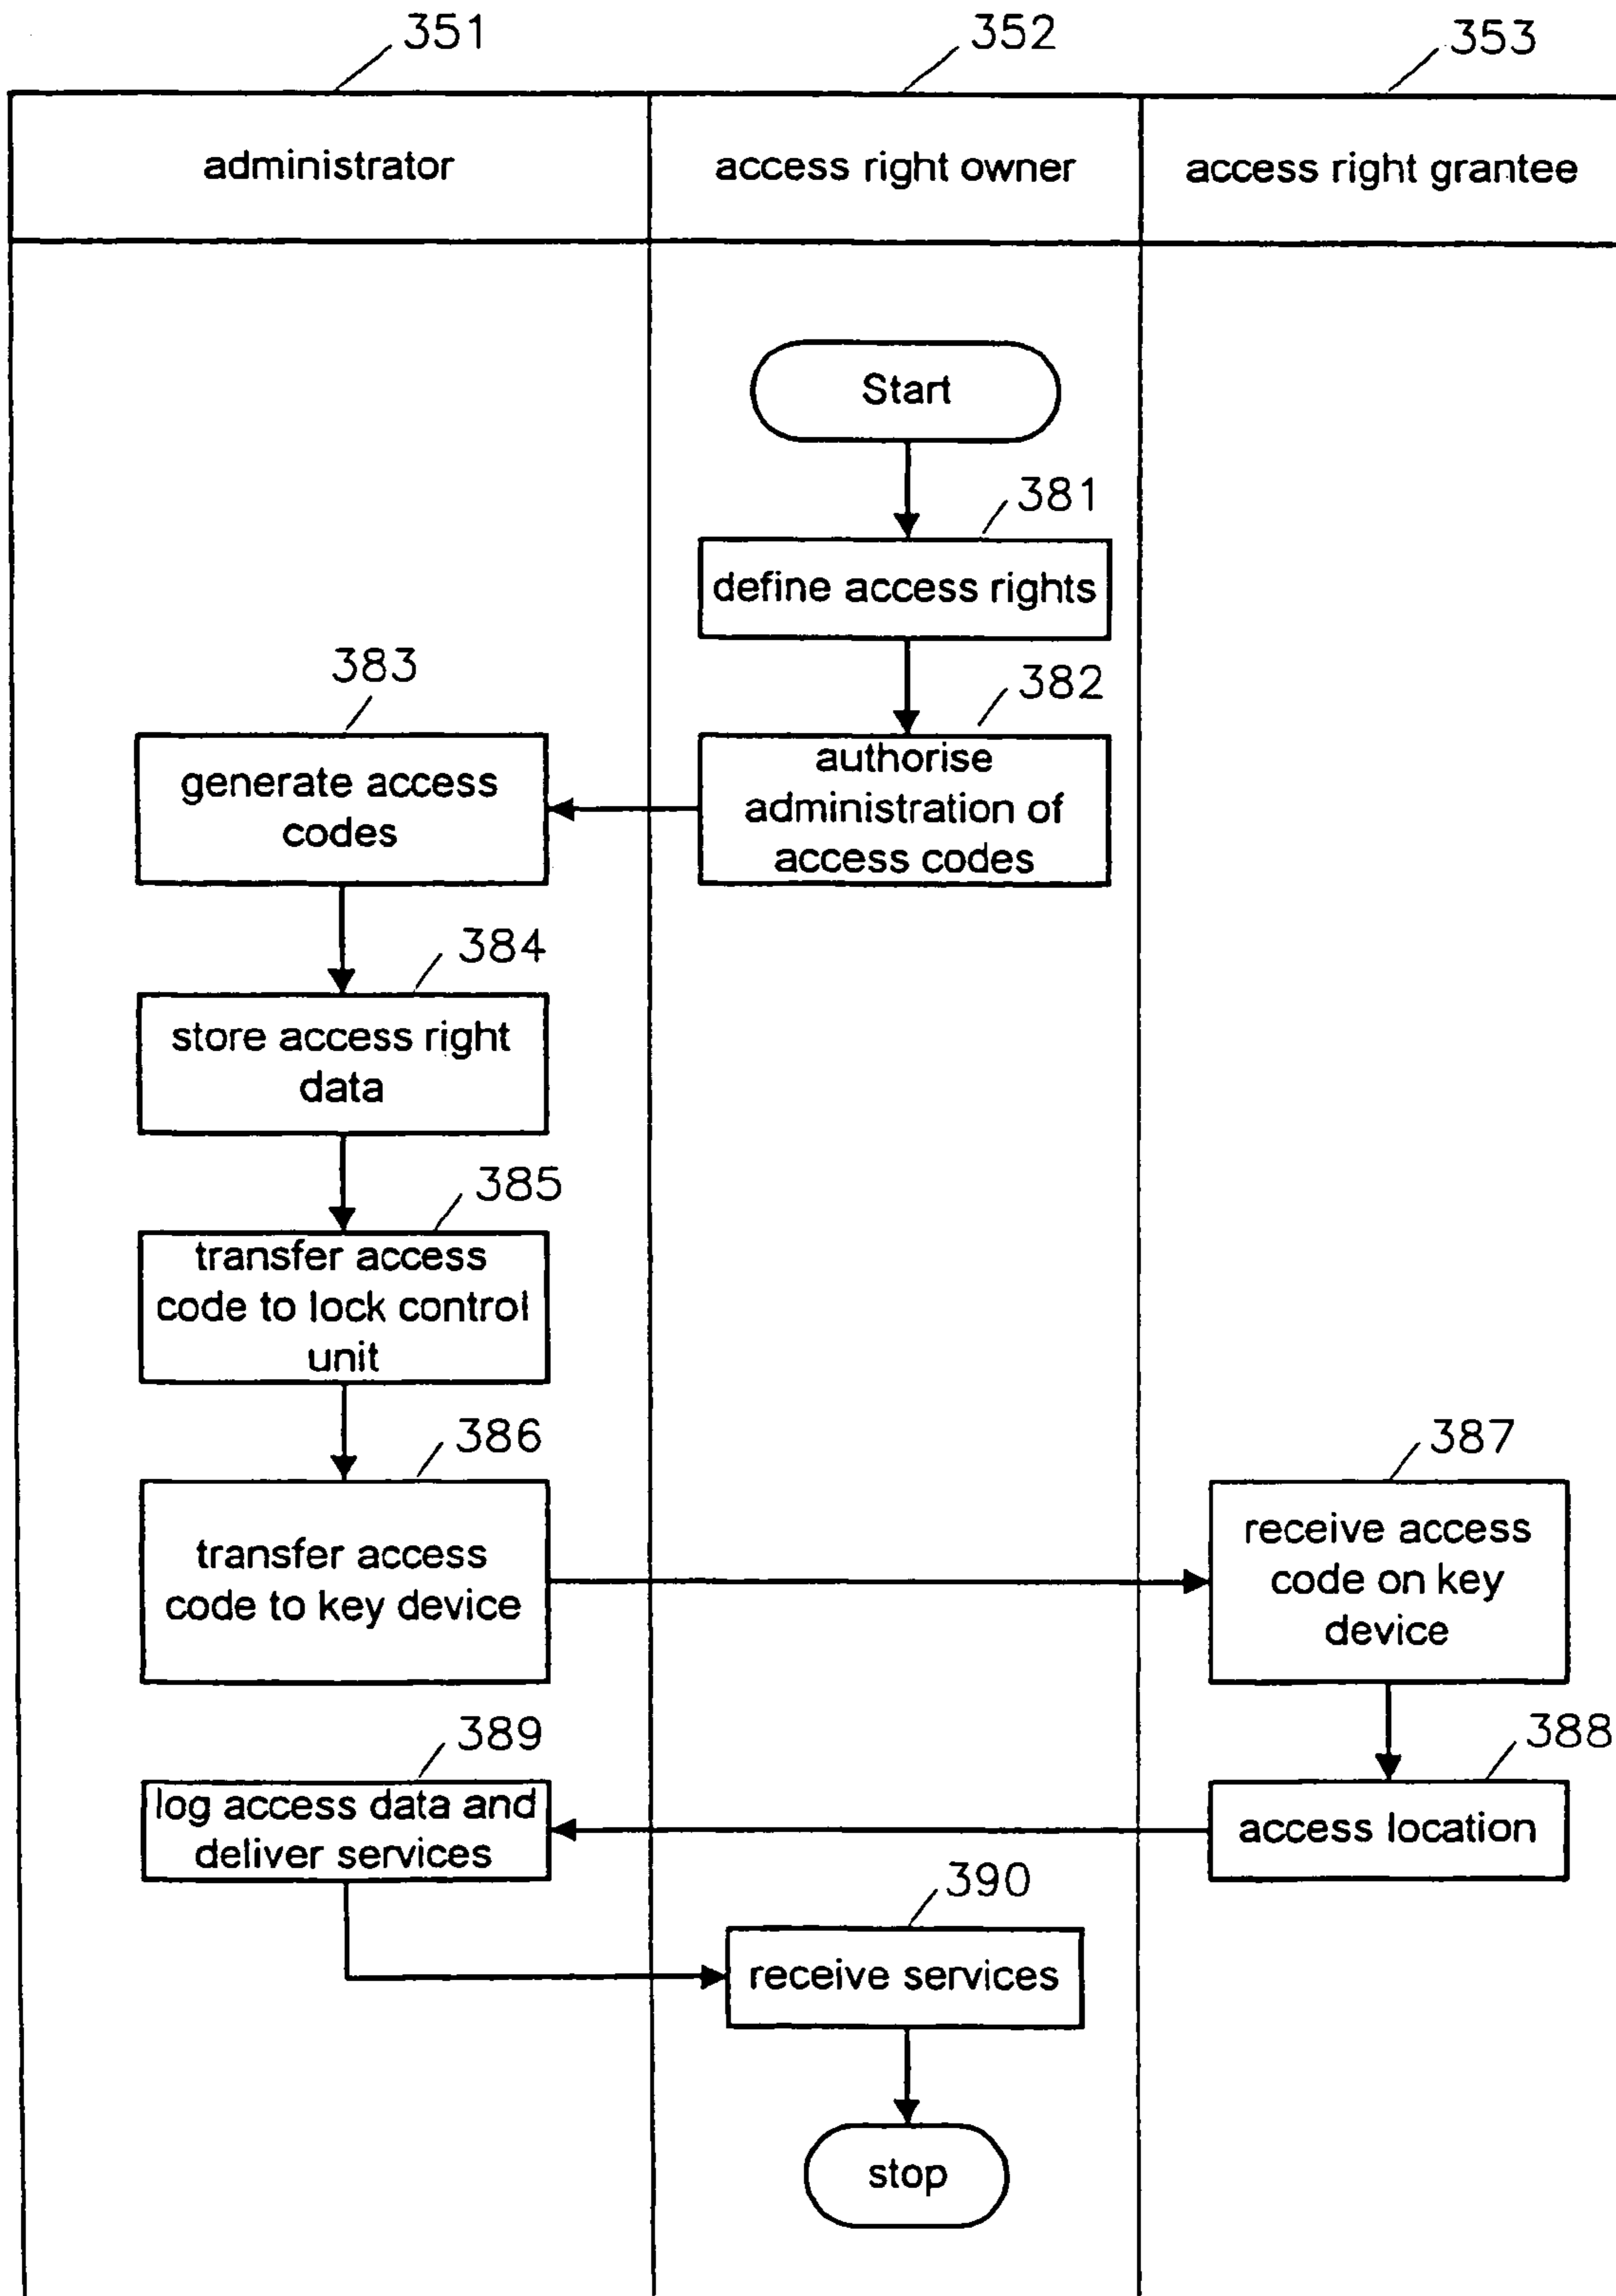 351
352
353
administrator
access right owner
access right grantee
Start
381
define access rights
382
authorise
administration of
access codes
383
generate access
codes
384
store access right
data
385
transfer access
code to lock control
unit
386
transfer access
code to key device
387
receive access
code on key
device
388
access location
389
log access data and
deliver services
390
receive services
stop